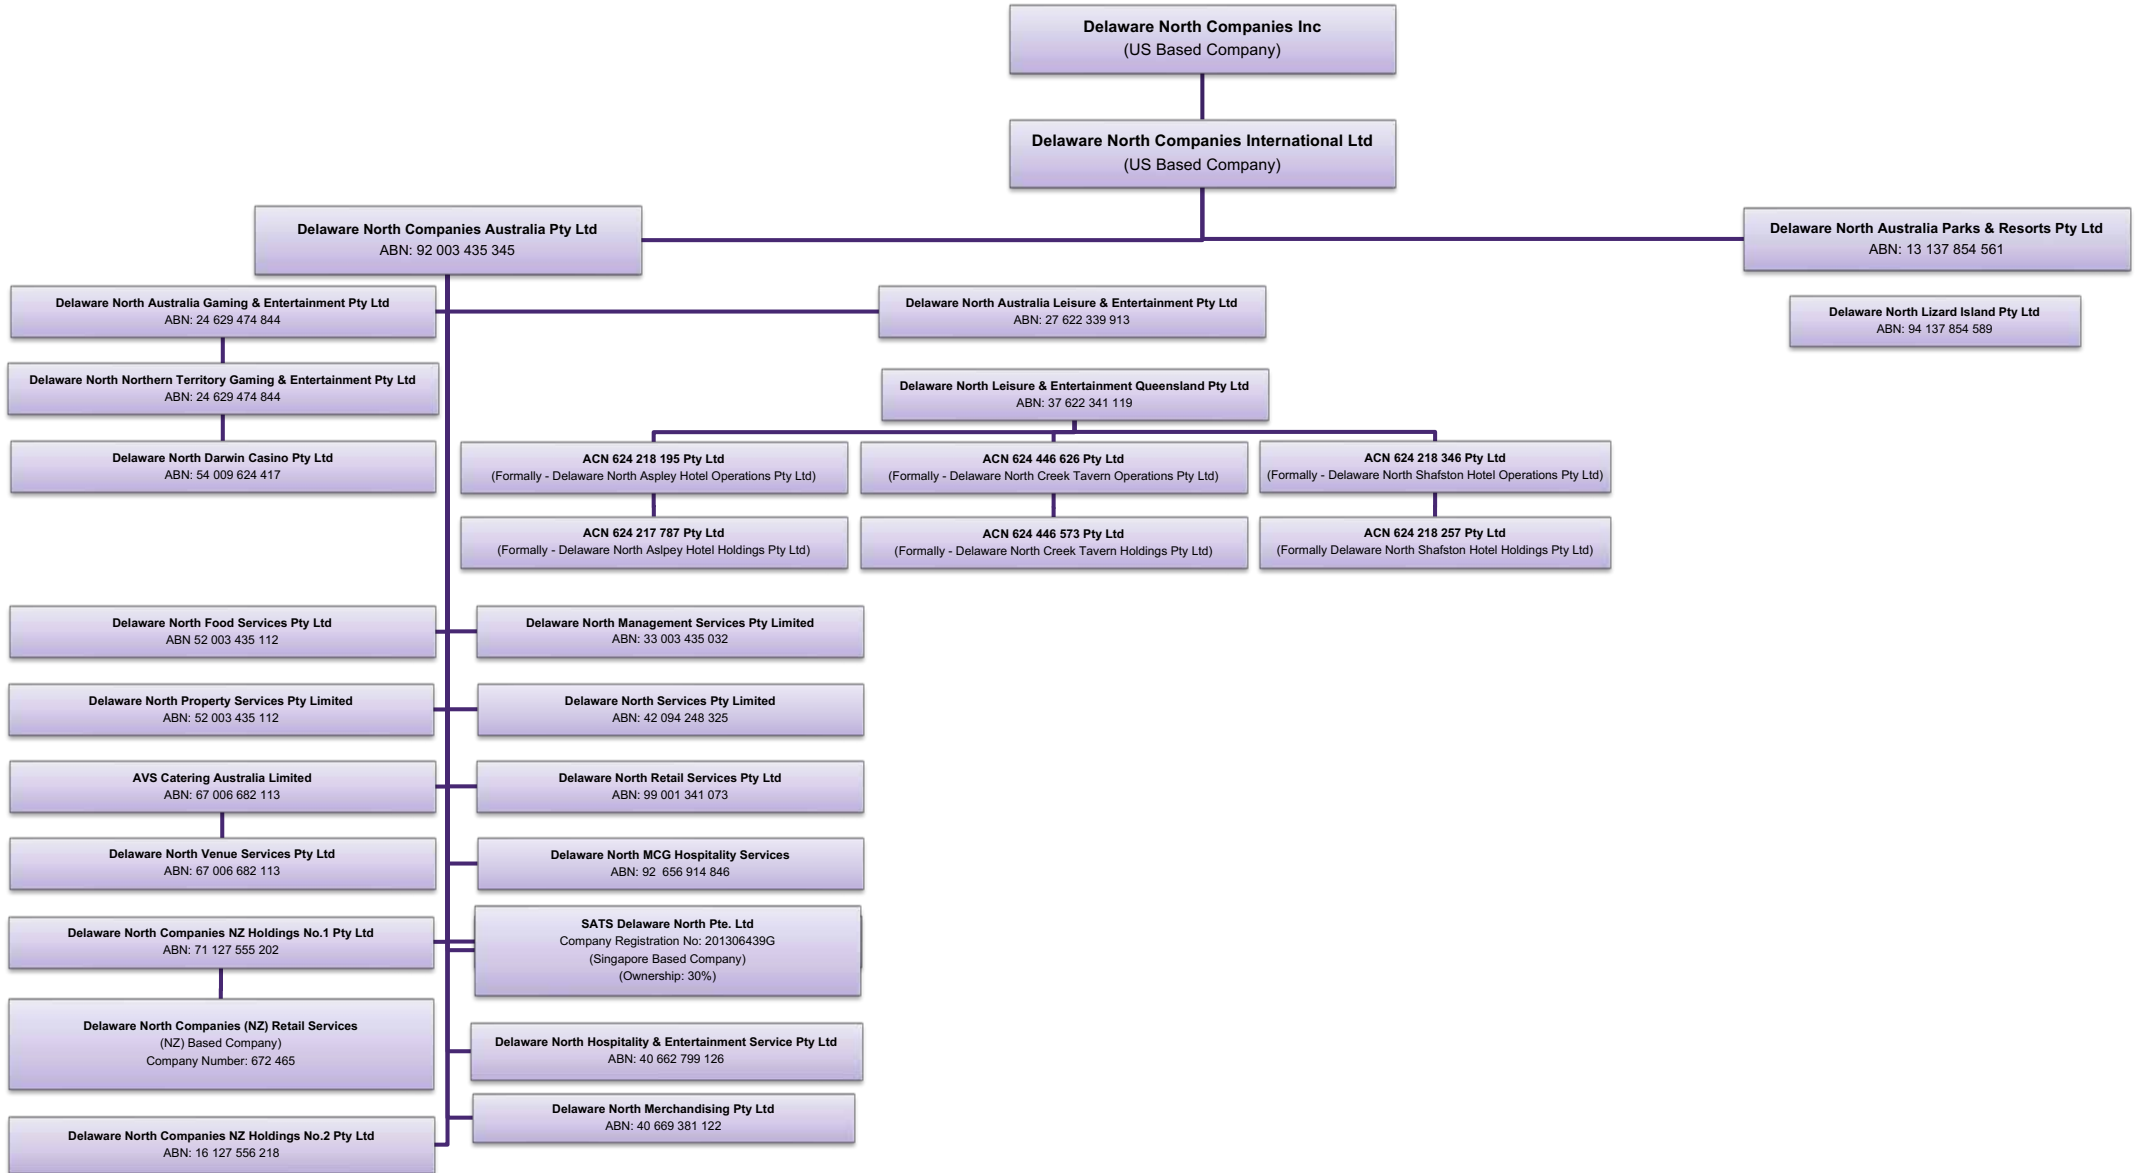 Delaware North Companies Inc
(US Based Company)
Delaware North Companies International Ltd
(US Based Company)
Delaware North Companies Australia Pty Ltd
ABN: 92 003 435 345
Delaware North Australia Parks & Resorts Pty Ltd
ABN: 13 137 854 561
Delaware North Australia Gaming & Entertainment Pty Ltd
ABN: 24 629 474 844
Delaware North Australia Leisure & Entertainment Pty Ltd
ABN: 27 622 339 913
Delaware North Lizard Island Pty Ltd
ABN: 94 137 854 589
Delaware North Northern Territory Gaming & Entertainment Pty Ltd
ABN: 24 629 474 844
Delaware North Leisure & Entertainment Queensland Pty Ltd
ABN: 37 622 341 119
Delaware North Darwin Casino Pty Ltd
ABN: 54 009 624 417
ACN 624 218 195 Pty Ltd
(Formally - Delaware North Aspley Hotel Operations Pty Ltd)
ACN 624 446 626 Pty Ltd
(Formally - Delaware North Creek Tavern Operations Pty Ltd)
ACN 624 218 346 Pty Ltd
(Formally - Delaware North Shafston Hotel Operations Pty Ltd)
ACN 624 217 787 Pty Ltd
(Formally - Delaware North Aslpey Hotel Holdings Pty Ltd)
ACN 624 446 573 Pty Ltd
(Formally - Delaware North Creek Tavern Holdings Pty Ltd)
ACN 624 218 257 Pty Ltd
(Formally Delaware North Shafston Hotel Holdings Pty Ltd)
Delaware North Food Services Pty Ltd
ABN 52 003 435 112
Delaware North Management Services Pty Limited
ABN: 33 003 435 032
Delaware North Property Services Pty Limited
ABN: 52 003 435 112
Delaware North Services Pty Limited
ABN: 42 094 248 325
AVS Catering Australia Limited
ABN: 67 006 682 113
Delaware North Retail Services Pty Ltd
ABN: 99 001 341 073
Delaware North Venue Services Pty Ltd
ABN: 67 006 682 113
Delaware North MCG Hospitality Services
ABN: 92  656 914 846
Delaware North Companies NZ Holdings No.1 Pty Ltd
ABN: 71 127 555 202
SATS Delaware North Pte. Ltd
Company Registration No: 201306439G
(Singapore Based Company)
(Ownership: 30%)
Delaware North Companies (NZ) Retail Services
(NZ) Based Company)
Company Number: 672 465
Delaware North Hospitality & Entertainment Service Pty Ltd
ABN: 40 662 799 126
Delaware North Merchandising Pty Ltd
ABN: 40 669 381 122
Delaware North Companies NZ Holdings No.2 Pty Ltd
ABN: 16 127 556 218